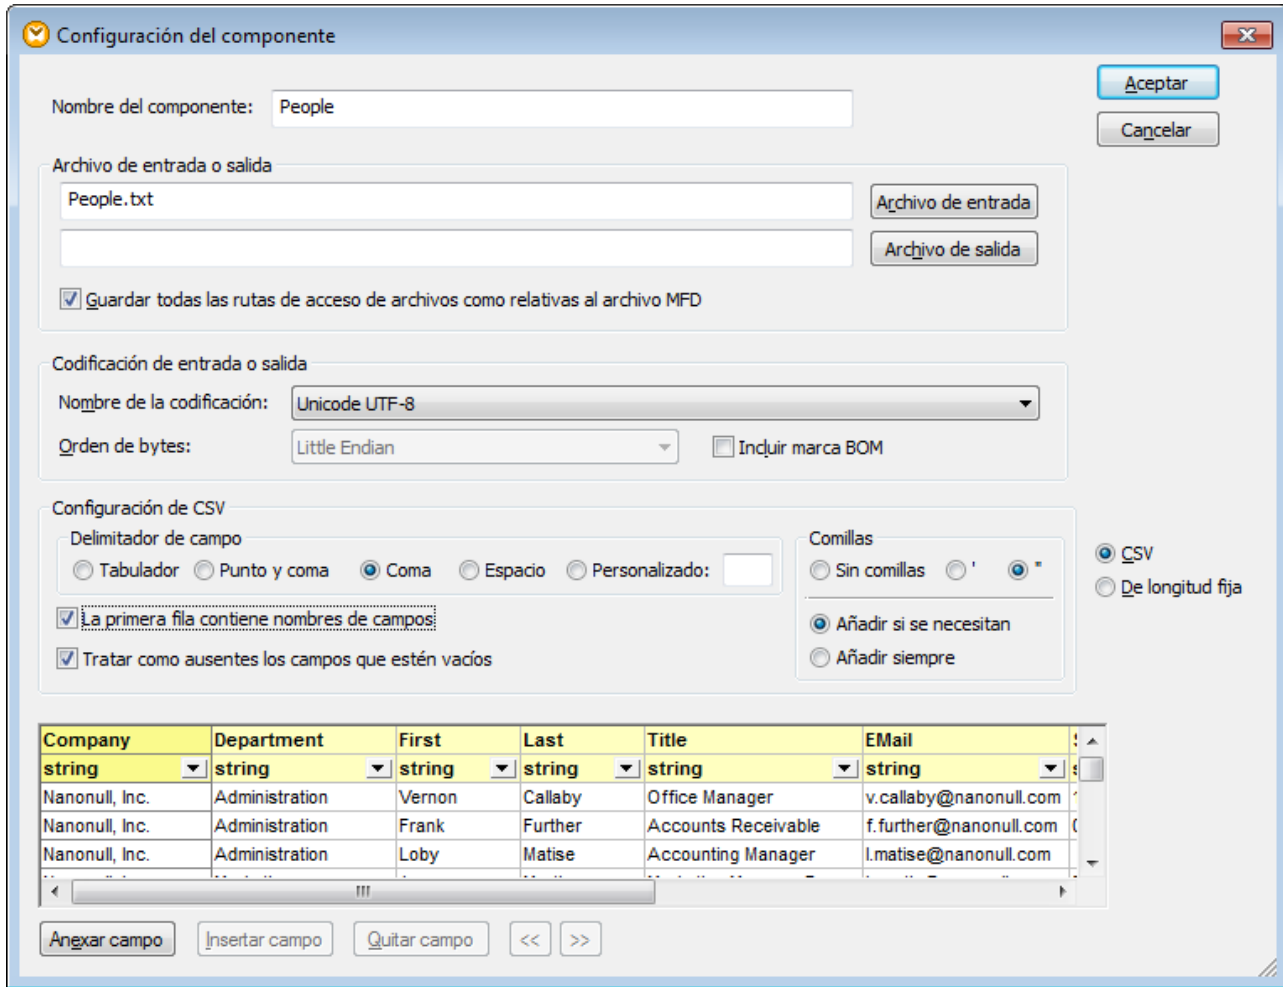 Configuración del componente
Aceptar
Nombre del componente: People
Cancelar
Archivo de entrada o salida
People.txt Archivo de entrada
Archivo de salida
Guardar todas las rutas de acceso de archivos como relativas al archivo MFD
Codificación de entrada o salida
Nombre de la codificación: Unicode UTF-8
Orden de bytes: Little Endian Incluir marca BOM
Configuración de CSV
Delimitador de campo Comillas
Tabulador Punto y coma Coma Espacio Personalizado: Sin comillas ' " CSV
De longitud fija
La primera fila contiene nombres de campos Añadir si se necesitan
Tratar como ausentes los campos que estén vacíos Añadir siempre
Company Department First Last Title EMail
string string string string string string
Nanonull, Inc. Administration Vernon Callaby Office Manager v.callaby@nanonull.com
Nanonull, Inc. Administration Frank Further Accounts Receivable f.further@nanonull.com
Nanonull, Inc. Administration Loby Matise Accounting Manager l.matise@nanonull.com
Anexar campo Insertar campo Quitar campo << >>